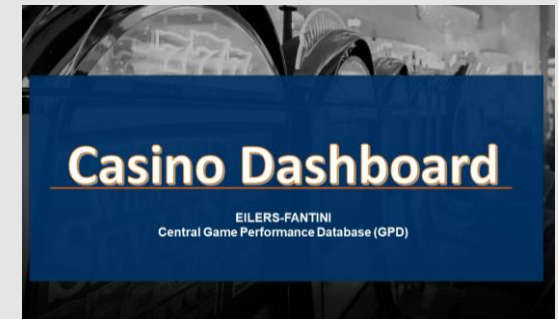 Casino Dashboard
EILERS-FANTINI
Central Game Performance Database (GPD)